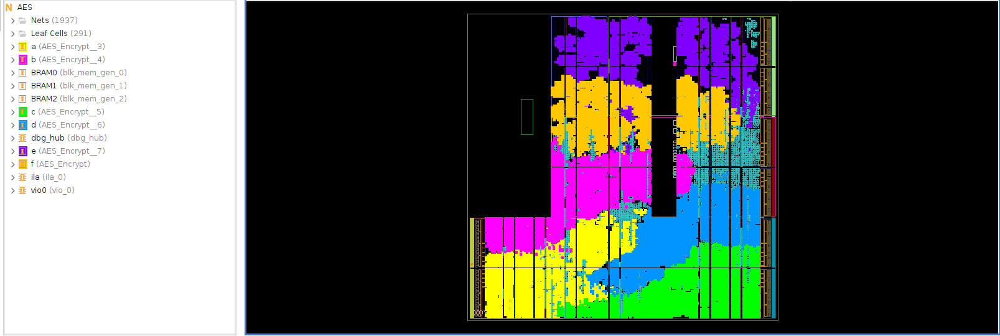 AES
Nets (1937)
Leaf Cells (291)
a (AES_Encrypt__3)
b (AES_Encrypt__4)
BRAM0 (blk_mem_gen_0)
BRAM1 (blk_mem_gen_1)
BRAM2 (blk_mem_gen_2)
c (AES_Encrypt__5)
d (AES_Encrypt__6)
dbg_hub (dbg_hub)
e (AES_Encrypt__7)
f (AES_Encrypt)
ila (ila_0)
vio0 (vio_0)